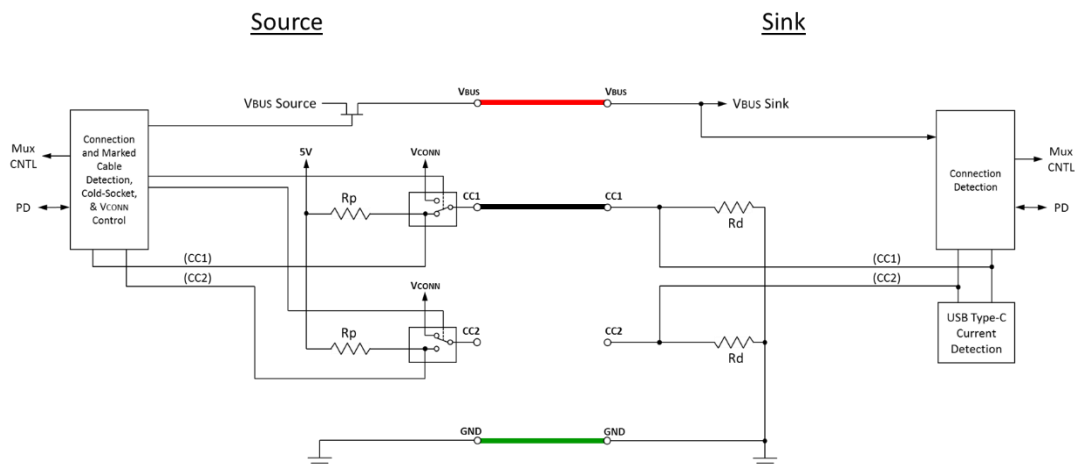 Source
Sink
VBUS Source
VBUS
VBUS
VBUS Sink
Connection
and Marked
Cable
Detection,
Cold-Socket,
& VCONN
Control
Mux
CNTL
PD
5V
VCONN
Rp
CC1
CC1
Rd
(CC1)
(CC2)
(CC1)
(CC2)
VCONN
Rp
CC2
CC2
Rd
Connection
Detection
Mux
CNTL
PD
USB Type-C
Current
Detection
GND
GND